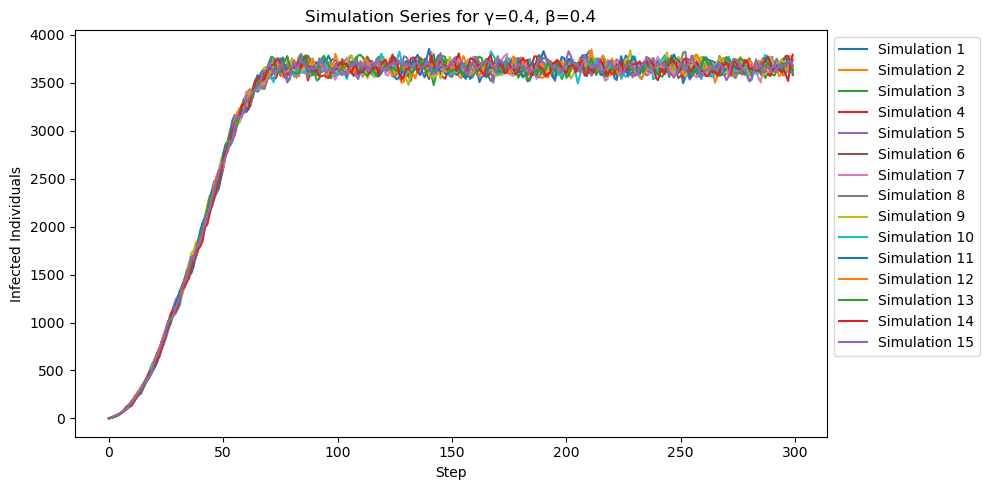 Simulation Series for γ=0.4, β=0.4
Infected Individuals
4000
3500
3000
2500
2000
1500
1000
500
0
0
50
100
150
200
250
300
Step
Simulation 1
Simulation 2
Simulation 3
Simulation 4
Simulation 5
Simulation 6
Simulation 7
Simulation 8
Simulation 9
Simulation 10
Simulation 11
Simulation 12
Simulation 13
Simulation 14
Simulation 15